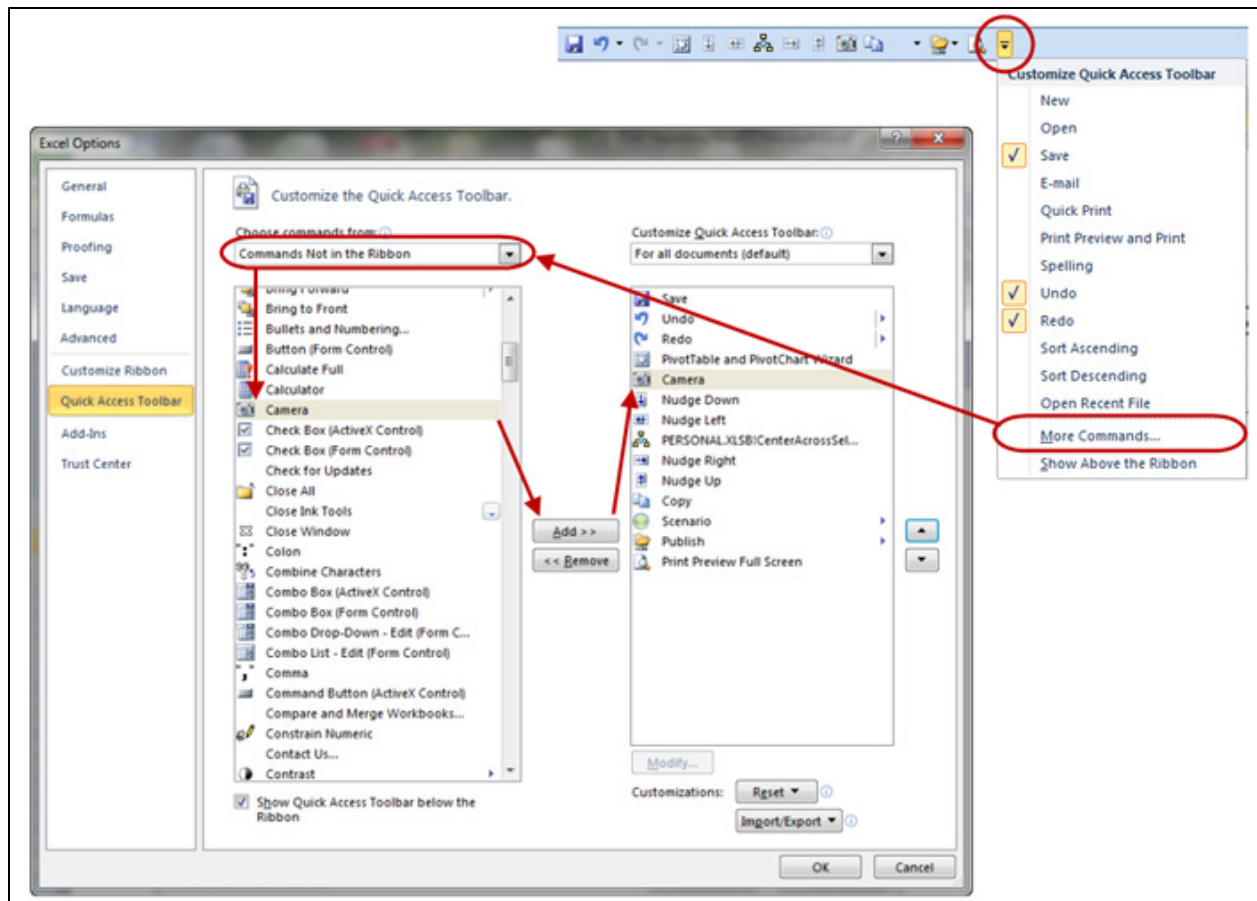 Customize Quick Access Toolbar
New
Open
Save
E-mail
Quick Print
Print Preview and Print
Spelling
Undo
Redo
Sort Ascending
Sort Descending
Open Recent File
More Commands...
Show Above the Ribbon
Excel Options
General
Formulas
Proofing
Save
Language
Advanced
Customize Ribbon
Quick Access Toolbar
Add-Ins
Trust Center
Customize the Quick Access Toolbar.
Choose commands from:
Commands Not in the Ribbon
Bring Forward
Bring to Front
Bullets and Numbering...
Button (Form Control)
Calculate Full
Calculator
Camera
Check Box (ActiveX Control)
Check Box (Form Control)
Check for Updates
Close All
Close Ink Tools
Close Window
Colon
Combine Characters
Combo Box (ActiveX Control)
Combo Box (Form Control)
Combo Drop-Down - Edit (Form C...
Combo List - Edit (Form Control)
Comma
Command Button (ActiveX Control)
Compare and Merge Workbooks...
Constrain Numeric
Contact Us...
Contrast
Show Quick Access Toolbar below the
Ribbon
Add >>
<< Remove
Customize Quick Access Toolbar:
For all documents (default)
Save
Undo
Redo
PivotTable and PivotChart Wizard
Camera
Nudge Down
Nudge Left
PERSONAL.XLSB!CenterAcrossSel...
Nudge Right
Nudge Up
Copy
Scenario
Publish
Print Preview Full Screen
Modify...
Customizations: Reset
Import/Export
OK Cancel